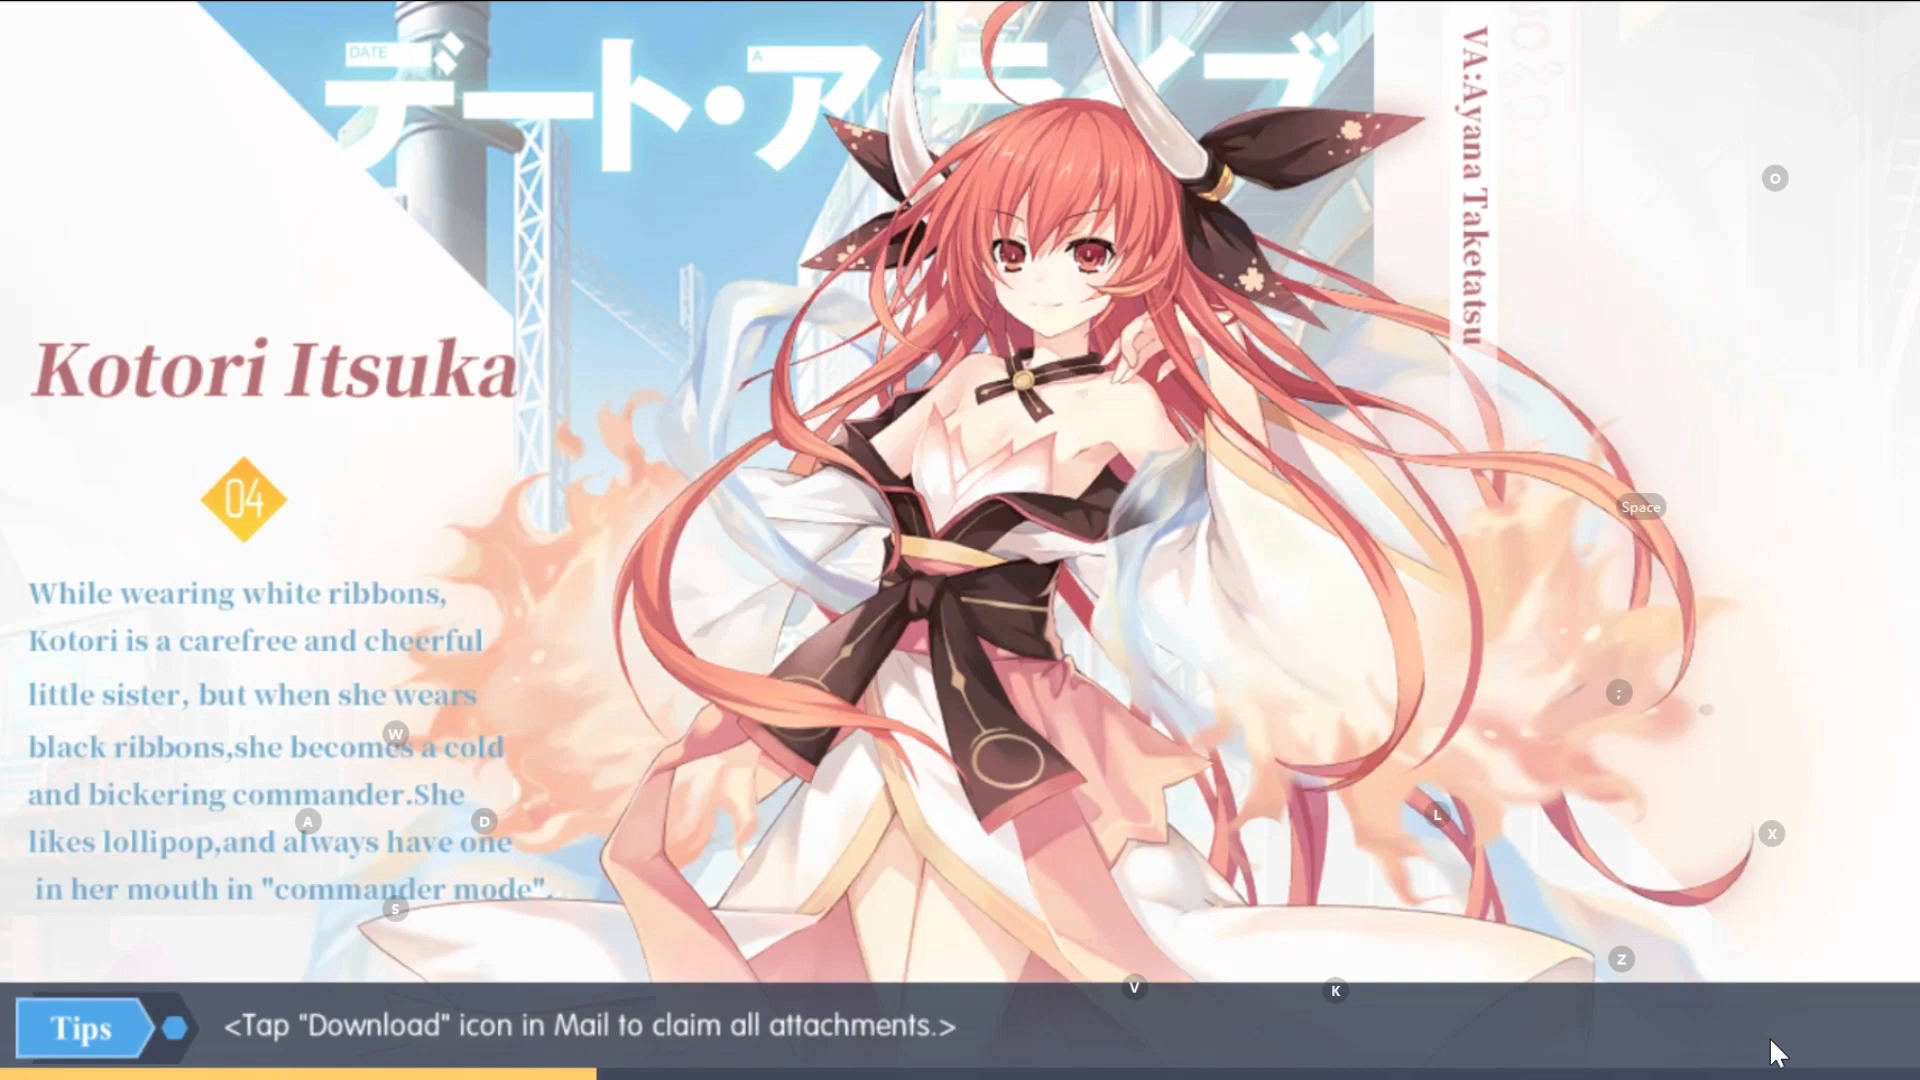 DATE
A
デート・ア・ライブ
VA:Ayana Taketatsu
O
Kotori Itsuka
04
Space
While wearing white ribbons,
Kotori is a carefree and cheerful
little sister, but when she wears
black ribbons,she becomes a cold
and bickering commander.She
likes lollipop,and always have one
in her mouth in "commander mode".
;
W
A
D
S
L
X
Z
V
K
Tips
<Tap "Download" icon in Mail to claim all attachments.>